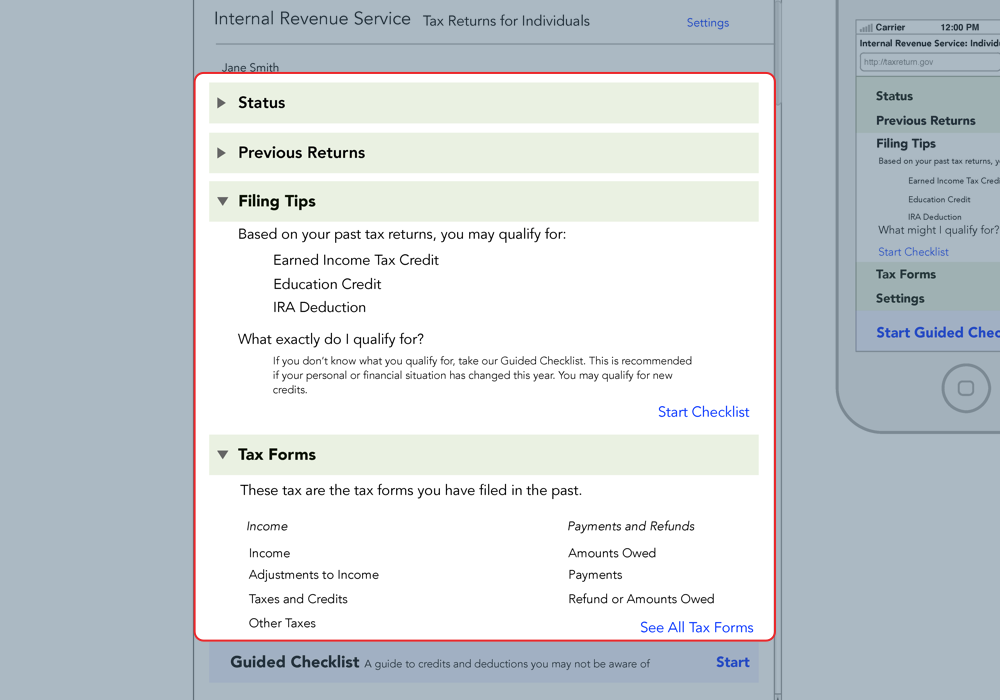 Internal Revenue Service Tax Returns for Individuals Settings
Jane Smith
Status
Previous Returns
Filing Tips
Based on your past tax returns, you may qualify for:
Earned Income Tax Credit
Education Credit
IRA Deduction
What exactly do I qualify for?
If you don't know what you qualify for, take our Guided Checklist. This is recommended
if your personal or financial situation has changed this year. You may qualify for new
credits.
Start Checklist
Tax Forms
These tax are the tax forms you have filed in the past.
Income
Income
Adjustments to Income
Taxes and Credits
Other Taxes
Payments and Refunds
Amounts Owed
Payments
Refund or Amounts Owed
See All Tax Forms
Guided Checklist A guide to credits and deductions you may not be aware of Start
Carrier 12:00 PM
Internal Revenue Service:
http://taxreturn.gov
Status
Previous Returns
Filing Tips
Based on your past tax returns,
Earned Income Tax
Education Credit
IRA Deduction
What might I qualify for?
Start Checklist
Tax Forms
Settings
Start Guided